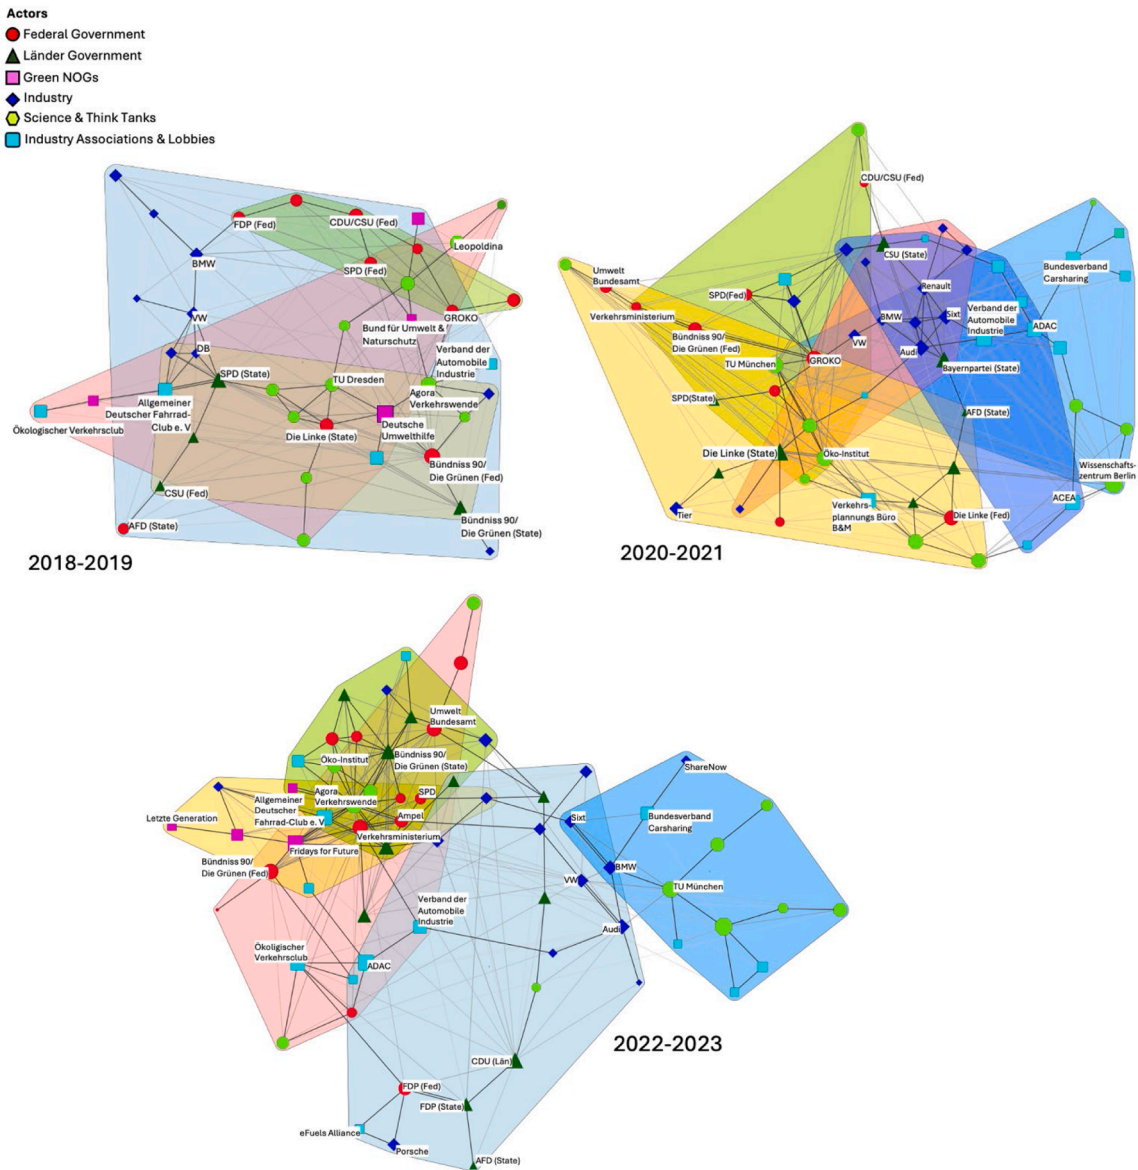 Actors
Federal Government
Länder Government
Green NOGs
Industry
Science & Think Tanks
Industry Associations & Lobbies
FDP (Fed)
CDU/CSU (Fed)
Leopoldina
BMW
SPD (Fed)
GROKO
VW
Bund für Umwelt &
Naturschutz
DB
Verband der
Automobile
Industrie
SPD (State)
TU Dresden
Agora
Verkehrswende
Allgemeiner
Deutscher Fahrrad-
Club e. V
Ökologischer Verkehrsclub
Deutsche
Umwelthilfe
Die Linke (State)
Bündniss 90/
Die Grünen (Fed)
CSU (Fed)
AFD (State)
Bündniss 90/
Die Grünen (State)
2018-2019
CDU/CSU (Fed)
CSU (State)
Umwelt
Bundesamt
Bundesverband
Carsharing
SPD(Fed)
Renault
Verkehrsministerium
BMW
Sixt
Verband der
Automobile
Industrie
ADAC
Bündniss 90/
Die Grünen (Fed)
VW
Audi
GROKO
TU München
Bayernpartei (State)
SPD(State)
AFD (State)
Die Linke (State)
Öko-Institut
Wissenschafts-
zentrum Berlin
ACEA
Tier
Verkehrs-
plannungs Büro
B&M
Die Linke (Fed)
2020-2021
Umwelt
Bundesamt
Öko-Institut
Bündniss 90/
Die Grünen (State)
ShareNow
Agora
Verkehrswende
SPD
Allgemeiner
Deutscher
Fahrrad-Club e. V
Letzte Generation
Ampel
Sixt
Bundesverband
Carsharing
Verkehrsministerium
Fridays for Future
Bündniss 90/
Die Grünen (Fed)
BMW
VW
TU München
Verband der
Automobile
Industrie
Audi
Ökoligischer
Verkehrsclub
ADAC
2022-2023
CDU (Län)
FDP (Fed)
FDP (State)
eFuels Alliance
Porsche
AFD (State)